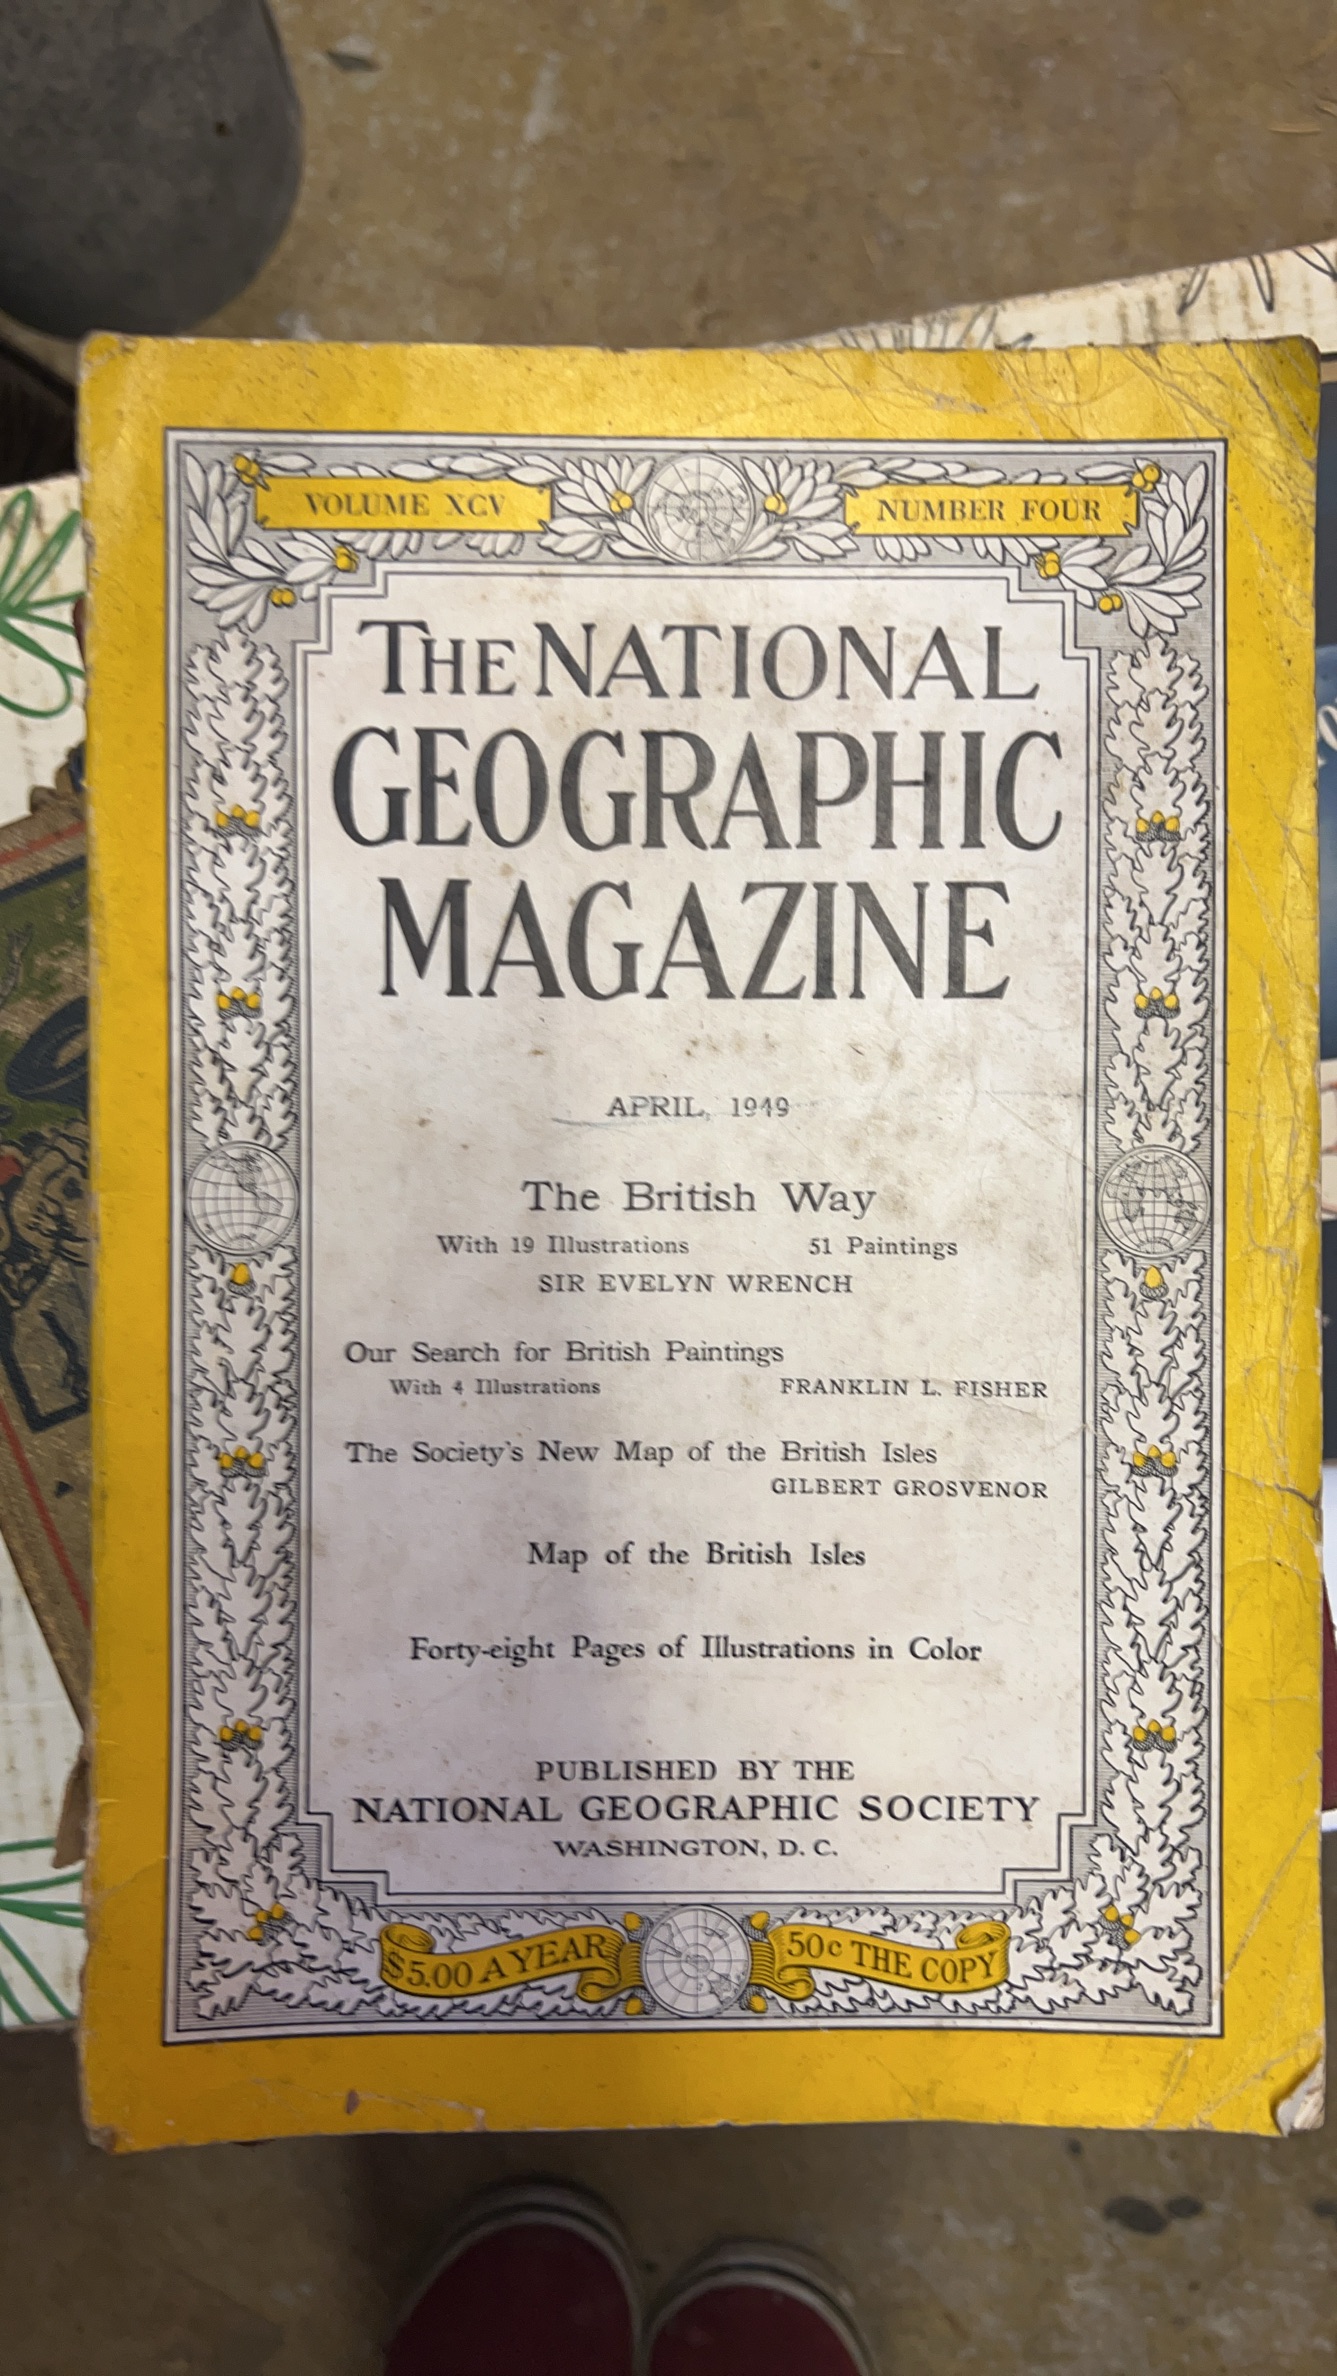 VOLUME XCV
NUMBER FOUR
THE NATIONAL
GEOGRAPHIC
MAGAZINE
APRIL, 1949
The British Way
With 19 Illustrations 51 Paintings
SIR EVELYN WRENCH
Our Search for British Paintings
With 4 Illustrations FRANKLIN L. FISHER
The Society's New Map of the British Isles
GILBERT GROSVENOR
Map of the British Isles
Forty-eight Pages of Illustrations in Color
PUBLISHED BY THE
NATIONAL GEOGRAPHIC SOCIETY
WASHINGTON, D. C.
$5.00 A YEAR
50c THE COPY